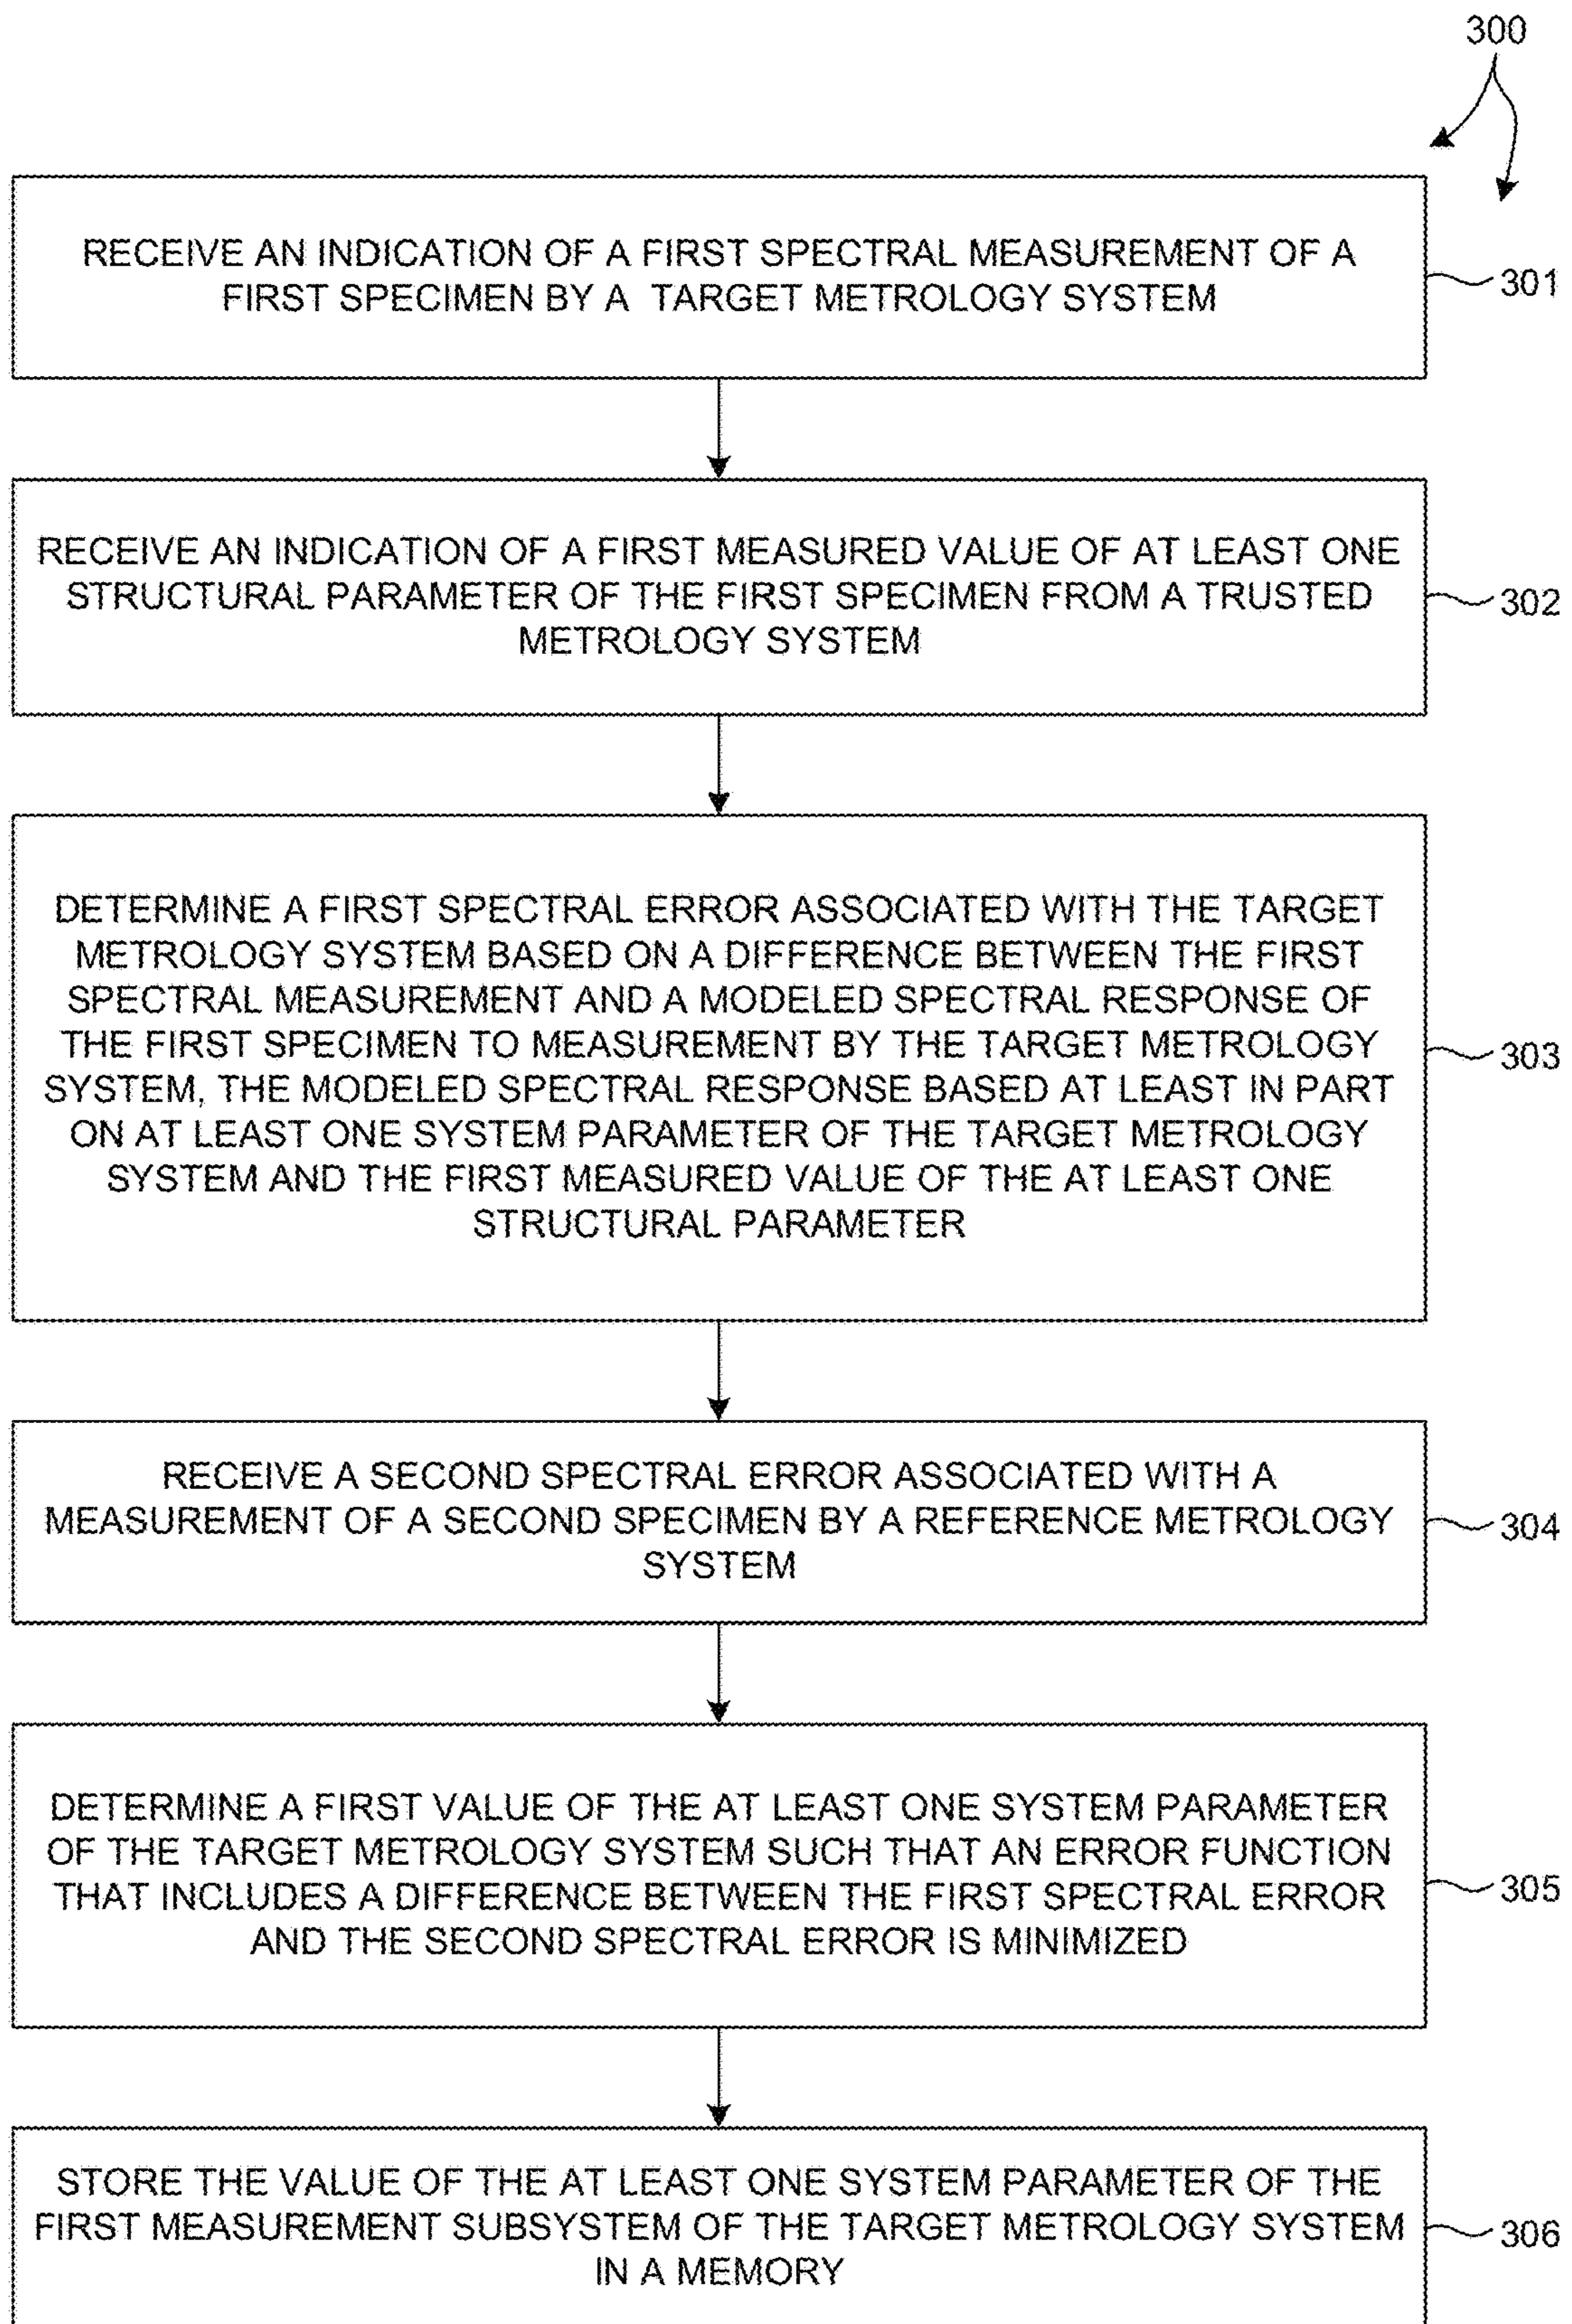 300
RECEIVE AN INDICATION OF A FIRST SPECTRAL MEASUREMENT OF A
FIRST SPECIMEN BY A TARGET METROLOGY SYSTEM
301
RECEIVE AN INDICATION OF A FIRST MEASURED VALUE OF AT LEAST ONE
STRUCTURAL PARAMETER OF THE FIRST SPECIMEN FROM A TRUSTED
METROLOGY SYSTEM
302
DETERMINE A FIRST SPECTRAL ERROR ASSOCIATED WITH THE TARGET
METROLOGY SYSTEM BASED ON A DIFFERENCE BETWEEN THE FIRST
SPECTRAL MEASUREMENT AND A MODELED SPECTRAL RESPONSE OF
THE FIRST SPECIMEN TO MEASUREMENT BY THE TARGET METROLOGY
SYSTEM, THE MODELED SPECTRAL RESPONSE BASED AT LEAST IN PART
ON AT LEAST ONE SYSTEM PARAMETER OF THE TARGET METROLOGY
SYSTEM AND THE FIRST MEASURED VALUE OF THE AT LEAST ONE
STRUCTURAL PARAMETER
303
RECEIVE A SECOND SPECTRAL ERROR ASSOCIATED WITH A
MEASUREMENT OF A SECOND SPECIMEN BY A REFERENCE METROLOGY
SYSTEM
304
DETERMINE A FIRST VALUE OF THE AT LEAST ONE SYSTEM PARAMETER
OF THE TARGET METROLOGY SYSTEM SUCH THAT AN ERROR FUNCTION
THAT INCLUDES A DIFFERENCE BETWEEN THE FIRST SPECTRAL ERROR
AND THE SECOND SPECTRAL ERROR IS MINIMIZED
305
STORE THE VALUE OF THE AT LEAST ONE SYSTEM PARAMETER OF THE
FIRST MEASUREMENT SUBSYSTEM OF THE TARGET METROLOGY SYSTEM
IN A MEMORY
306